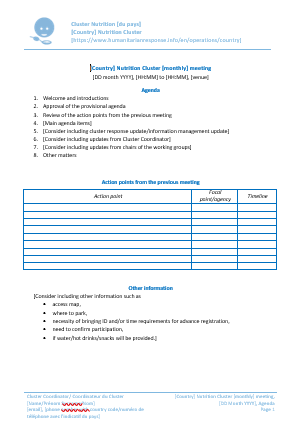 Cluster Nutrition [du pays]
[Country] Nutrition Cluster
[https://www.humanitarianresponse.info/en/operations/country]
[Country] Nutrition Cluster [monthly] meeting
[DD month YYYY], [HH:MM] to [HH:MM], [venue]
Agenda
1. Welcome and introductions
2. Approval of the provisional agenda
3. Review of the action points from the previous meeting
4. [Main agenda items]
5. [Consider including cluster response update/information management update]
6. [Consider including updates from Cluster Coordinator]
7. [Consider including updates from chairs of the working groups]
8. Other matters
Action points from the previous meeting
Action point Focal point/agency Timeline
Other information
[Consider including other information such as
• access map,
• where to park,
• necessity of bringing ID and/or time requirements for advance registration,
• need to confirm participation,
• if water/hot drinks/snacks will be provided.]
Cluster Coordinator/ Coordinateur du Cluster
[Name/Prénom Nom]
[email], [phone country code/numéro de
téléphone avec l'indicatif du pays]
[Country] Nutrition Cluster [monthly] meeting,
[DD Month YYYY], Agenda
Page 1